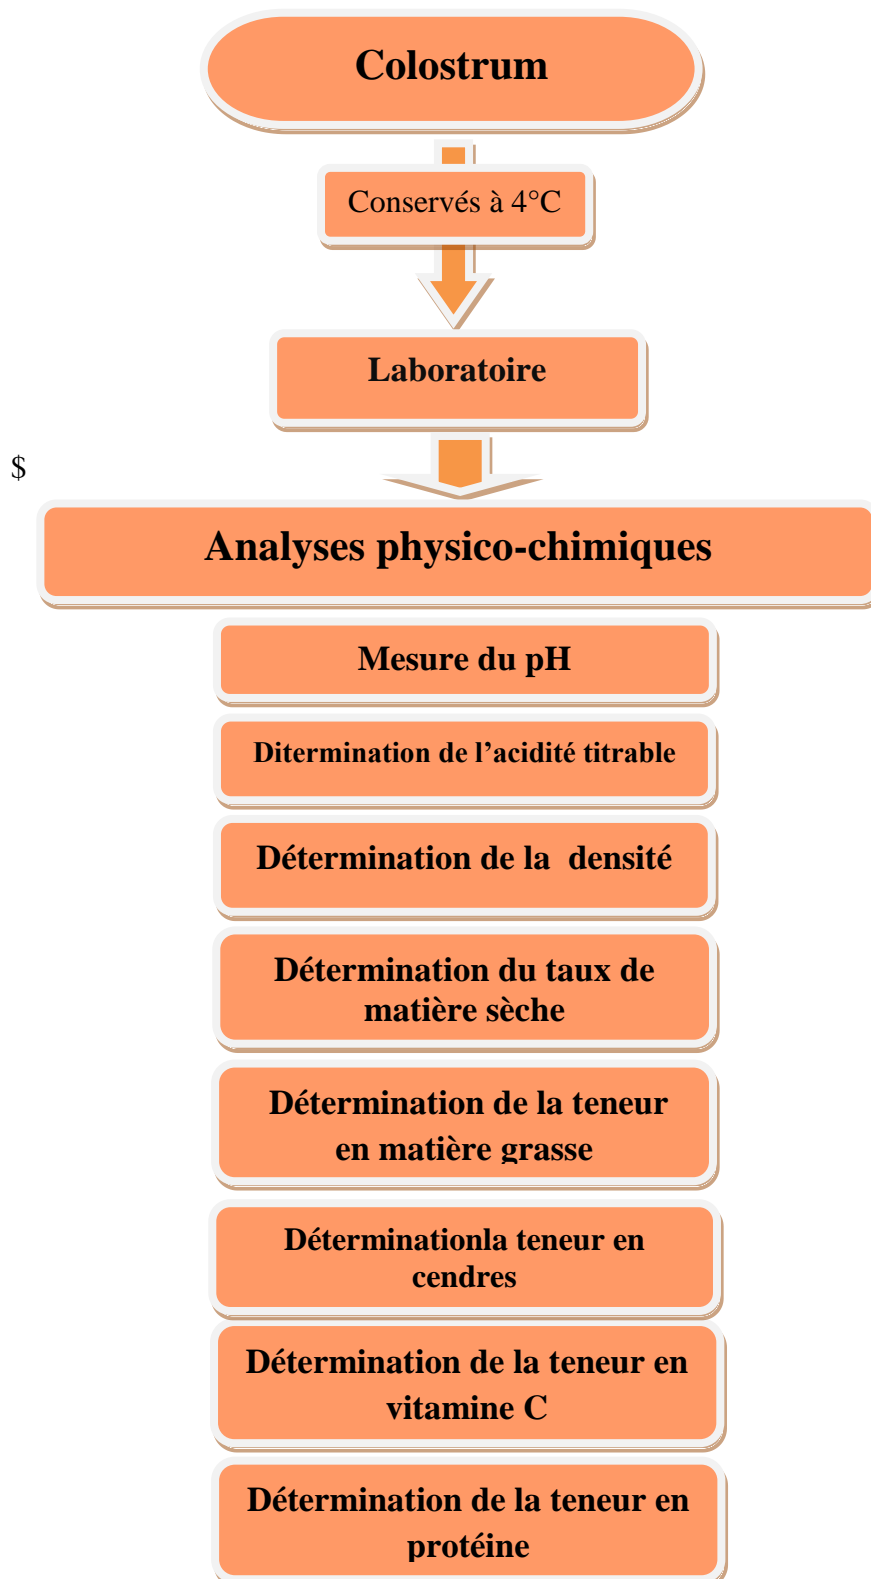 Colostrum
Conservés à 4°C
Laboratoire
$
Analyses physico-chimiques
Mesure du pH
Ditermination de l’acidité titrable
Détermination de la  densité
Détermination du taux de
matière sèche
Détermination de la teneur
en matière grasse
Déterminationla teneur en
cendres
Détermination de la teneur en
vitamine C
Détermination de la teneur en
protéine